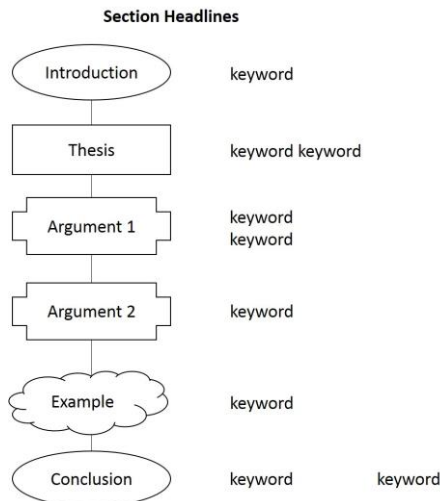 Section Headlines
Introduction keyword
Thesis keyword keyword
keyword
Argument 1
keyword
Argument 2 keyword
Example keyword
Conclusion keyword keyword